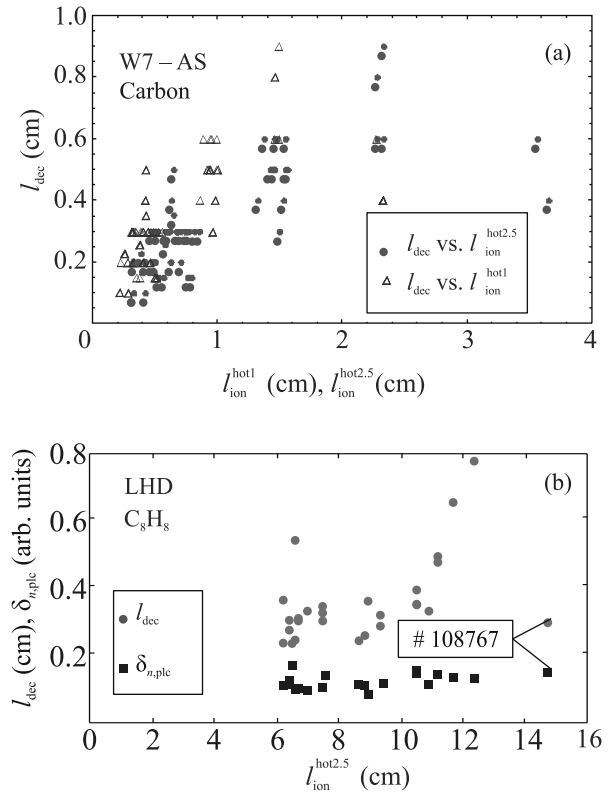 1.0
0.8
0.6
0.4
0.2
0
0 1 2 3 4
l_dec (cm)
W7 – AS
Carbon
(a)
l_dec vs. l_ion^hot2.5
l_dec vs. l_ion^hot1
l_ion^hot1 (cm), l_ion^hot2.5 (cm)
0.8
0.6
0.4
0.2
0 2 4 6 8 10 12 14 16
l_dec (cm), δ_n,plc (arb. units)
LHD
C₈H₈
(b)
l_dec
δ_n,plc
# 108767
l_ion^hot2.5 (cm)